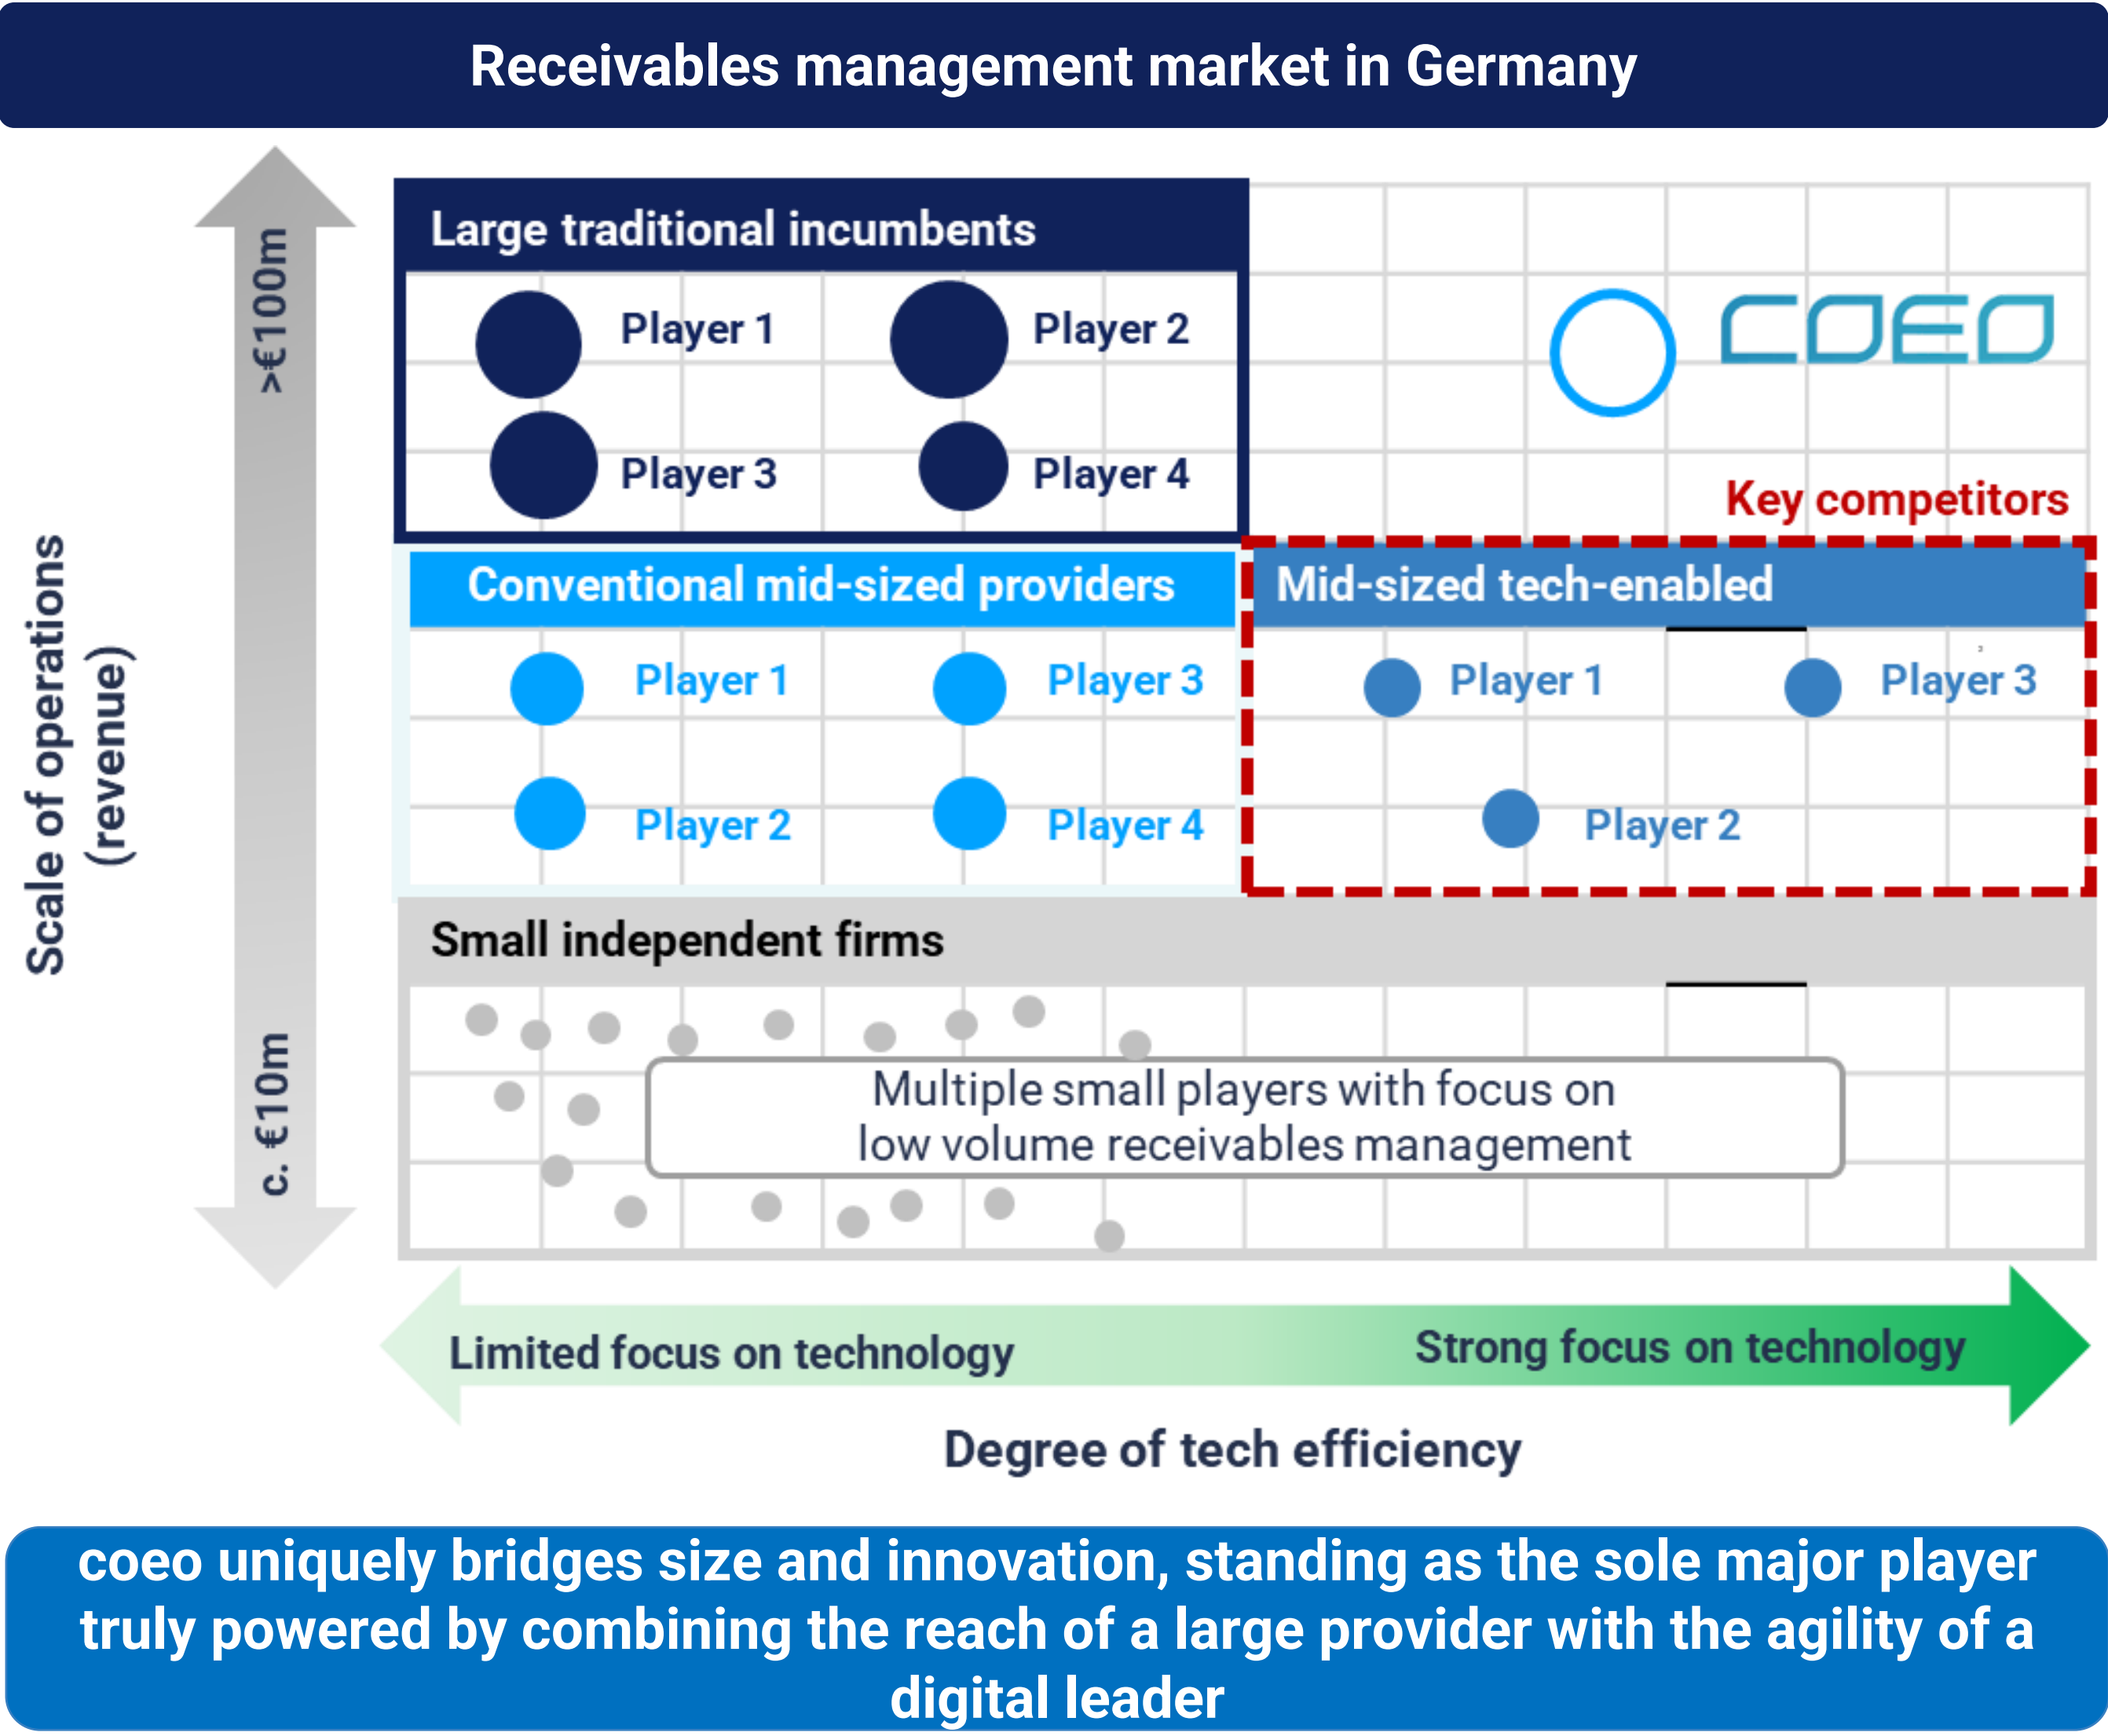 Receivables management market in Germany
>€100m
Scale of operations
(revenue)
c. €10m
Large traditional incumbents
Player 1
Player 2
Player 3
Player 4
COEO
Key competitors
Conventional mid-sized providers
Player 1
Player 3
Player 2
Player 4
Mid-sized tech-enabled
3
Player 1
Player 3
Player 2
Small independent firms
Multiple small players with focus on
low volume receivables management
Limited focus on technology
Strong focus on technology
Degree of tech efficiency
coeo uniquely bridges size and innovation, standing as the sole major player
truly powered by combining the reach of a large provider with the agility of a
digital leader